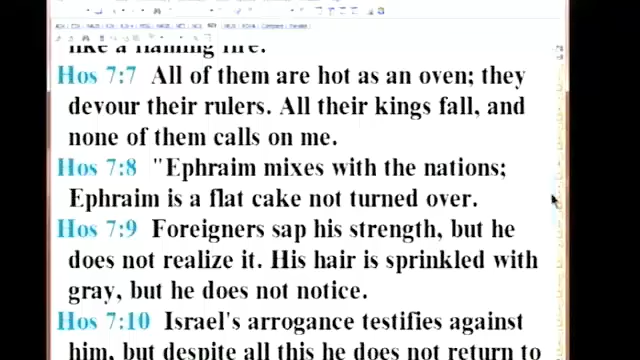 like a flaming fire.
Hos 7:7 All of them are hot as an oven; they
devour their rulers. All their kings fall, and
none of them calls on me.
Hos 7:8 "Ephraim mixes with the nations;
Ephraim is a flat cake not turned over.
Hos 7:9 Foreigners sap his strength, but he
does not realize it. His hair is sprinkled with
gray, but he does not notice.
Hos 7:10 Israel's arrogance testifies against
him, but despite all this he does not return to